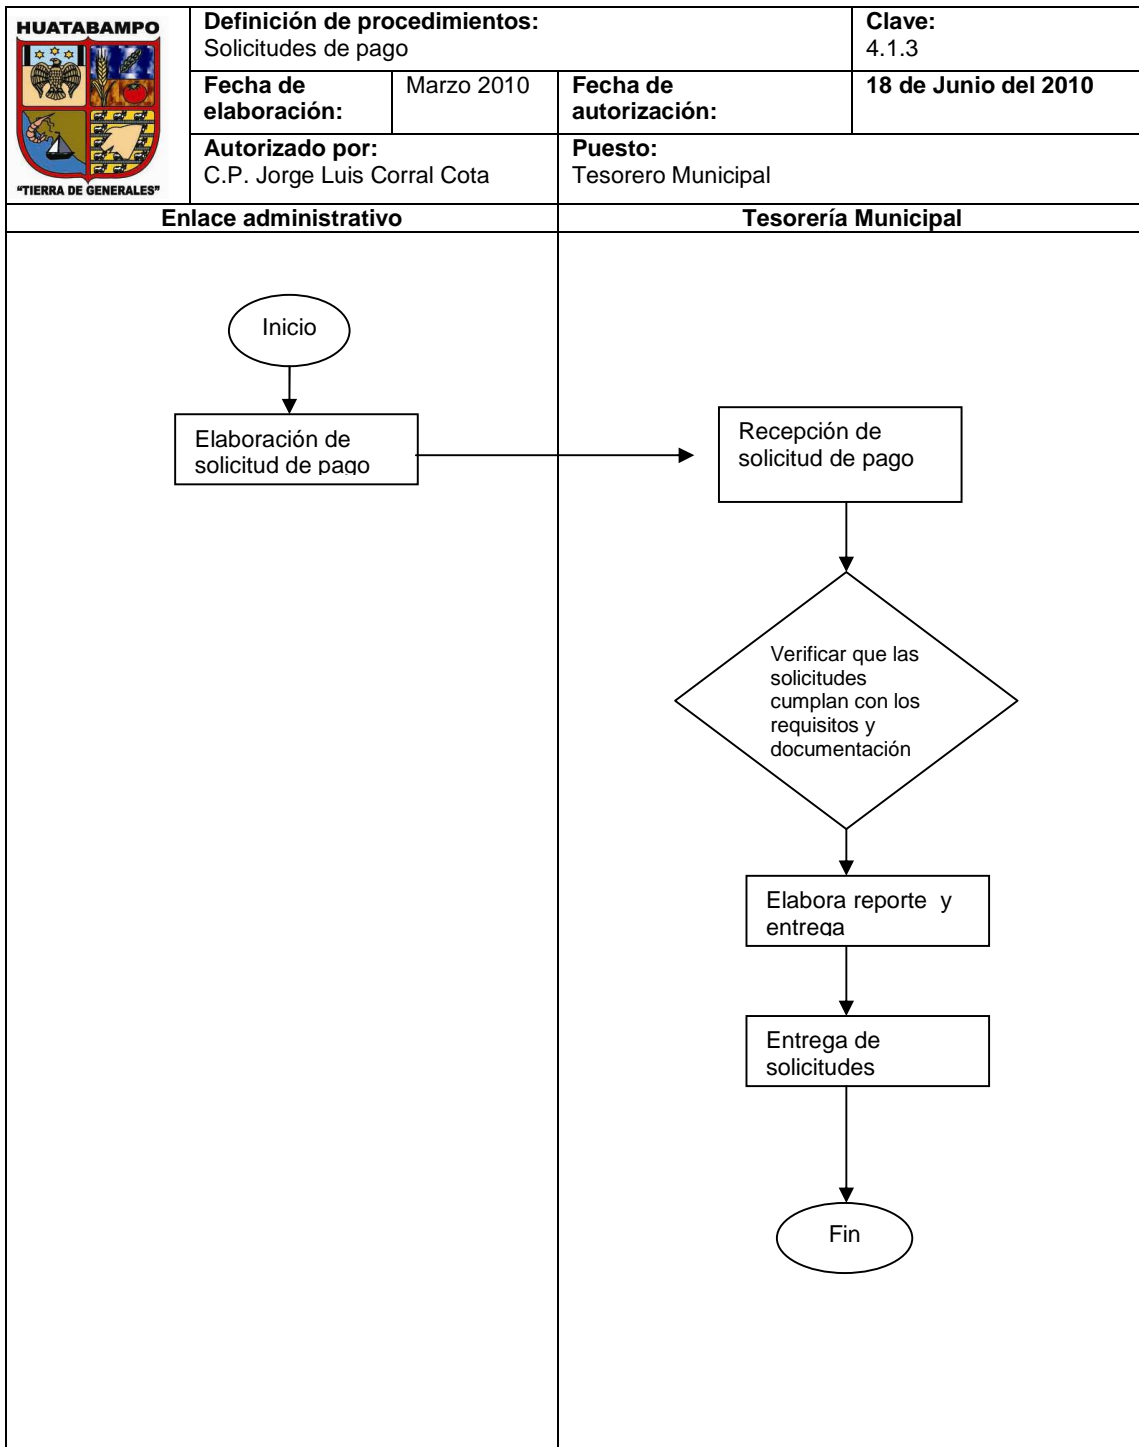 HUATABAMPO
"TIERRA DE GENERALES"
Definición de procedimientos:
Solicitudes de pago
Clave:
4.1.3
Fecha de
elaboración:
Marzo 2010
Fecha de
autorización:
18 de Junio del 2010
Autorizado por:
C.P. Jorge Luis Corral Cota
Puesto:
Tesorero Municipal
Enlace administrativo
Tesorería Municipal
Inicio
Elaboración de
solicitud de pago
Recepción de
solicitud de pago
Verificar que las
solicitudes
cumplan con los
requisitos y
documentación
Elabora reporte y
entrega
Entrega de
solicitudes
Fin